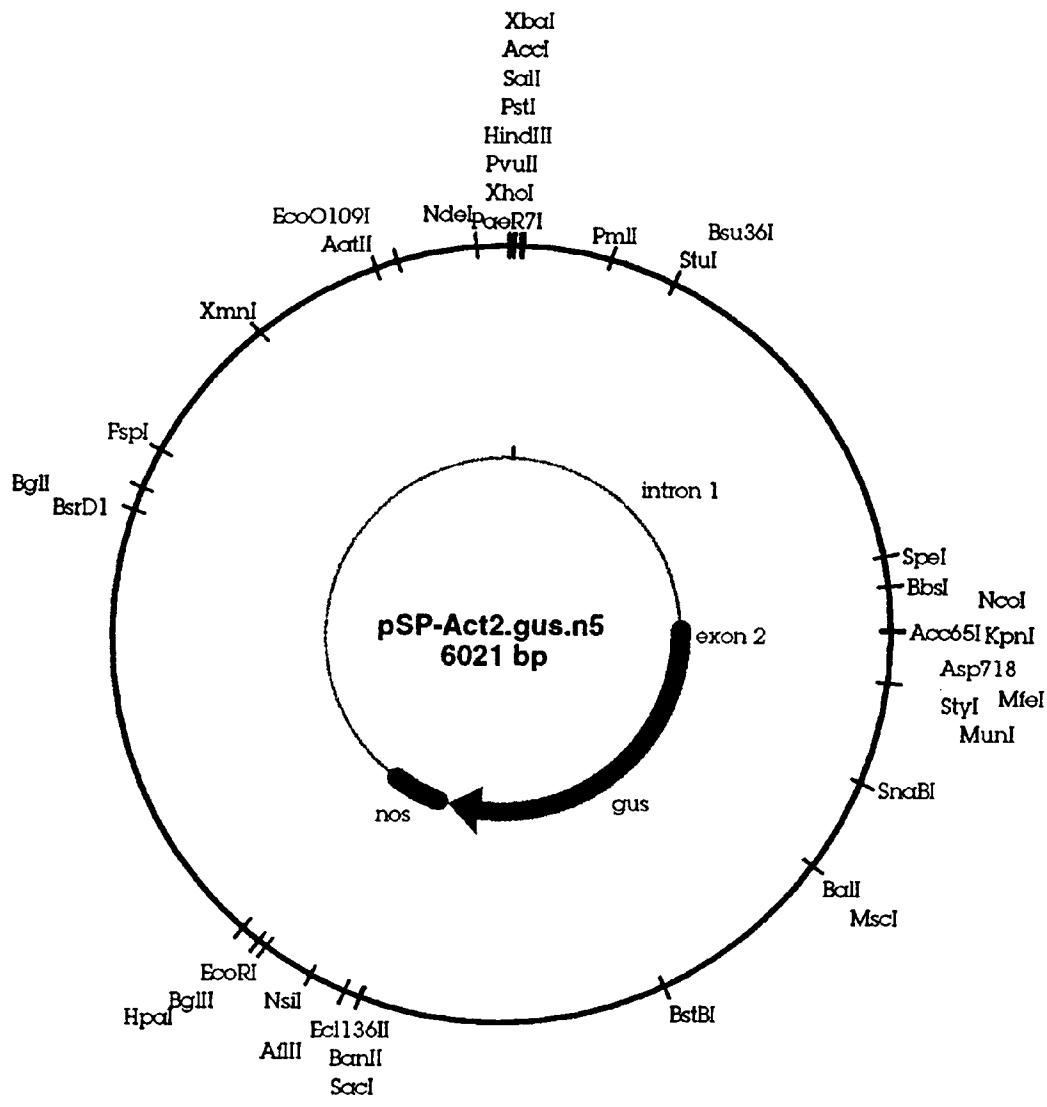 XbaI
AccI
SalI
PstI
HindIII
PvuII
XhoI
PaeR7I
NdeI
EcoO109I
AatII
PmlI
Bsu36I
StuI
XmnI
FspI
BglI
BsrD1
intron 1
SpeI
BbsI
NcoI
Acc65I KpnI
Asp718
StyI MfeI
MunI
pSP-Act2.gus.n5
6021 bp
exon 2
SnaBI
nos
gus
BalI
MscI
BstBI
EcoRI
BglII
HpaI
NsiI
AflII
Ecl136II
BanII
SacI